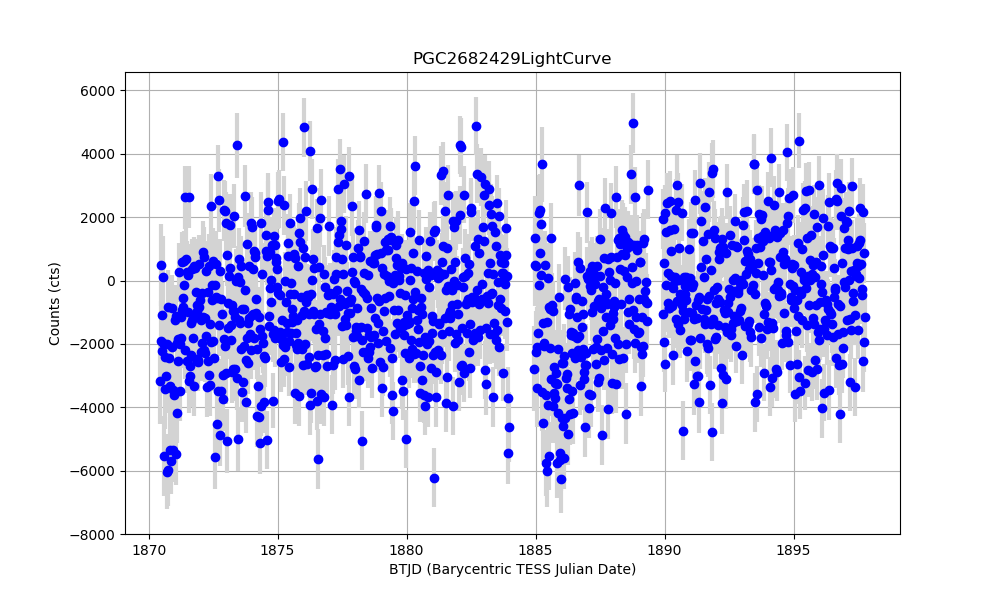 PGC2682429LightCurve
6000
4000
2000
0
−2000
−4000
−6000
−8000
Counts (cts)
1870 1875 1880 1885 1890 1895
BTJD (Barycentric TESS Julian Date)